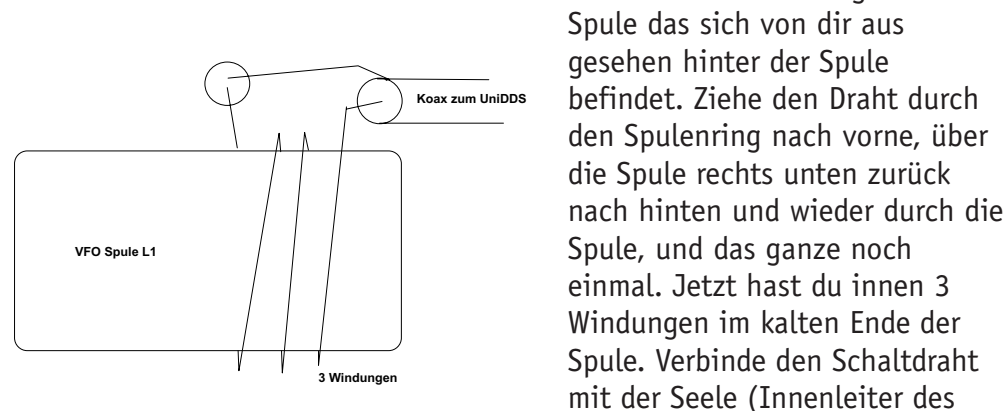 Koax zum UniDDS
VFO Spule L1
3 Windungen
Spule das sich von dir aus
gesehen hinter der Spule
befindet. Ziehe den Draht durch
den Spulenring nach vorne, über
die Spule rechts unten zurück
nach hinten und wieder durch die
Spule, und das ganze noch
einmal. Jetzt hast du innen 3
Windungen im kalten Ende der
Spule. Verbinde den Schaltdraht
mit der Seele (Innenleiter des